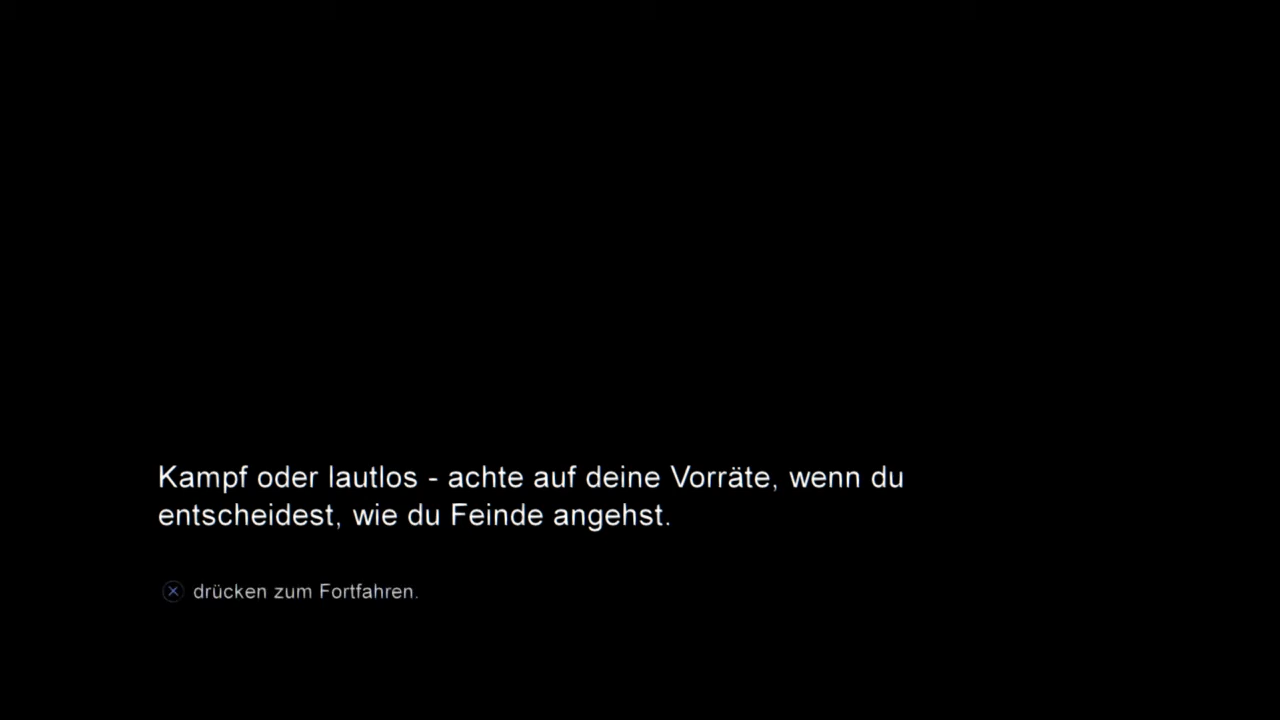 Kampf oder lautlos - achte auf deine Vorräte, wenn du
entscheidest, wie du Feinde angehst.
drücken zum Fortfahren.